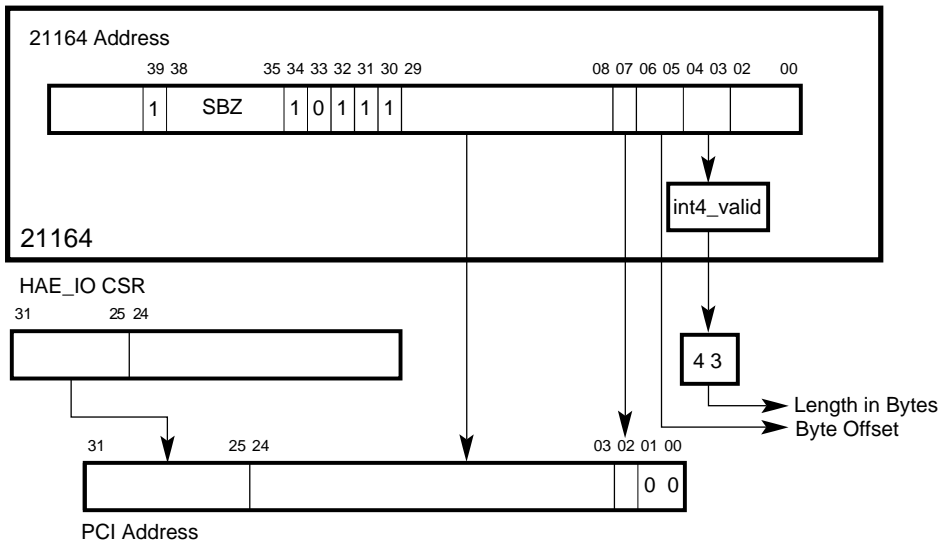 21164 Address
39 38 35 34 33 32 31 30 29 08 07 06 05 04 03 02 00
1 SBZ 1 0 1 1 1
int4_valid
21164
HAE_IO CSR
31 25 24
4 3
Length in Bytes
Byte Offset
31 25 24 03 02 01 00
0 0
PCI Address